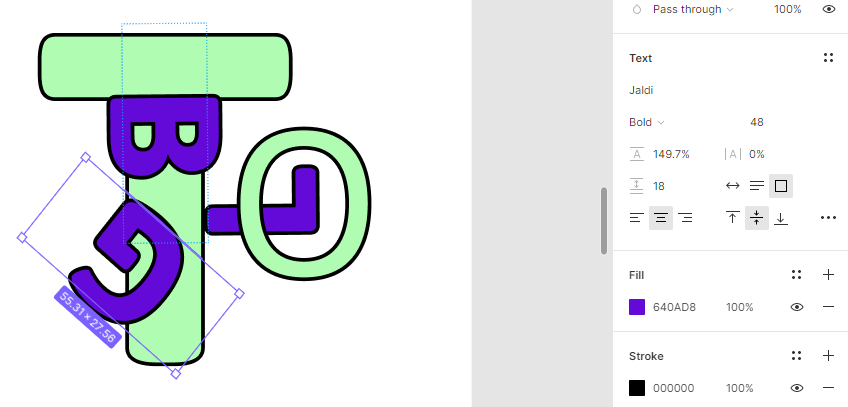 T
B
G
L
O
55.31 × 27.56
Pass through 100%
Text
Jaldi
Bold 48
A 149.7% |A| 0%
18
Fill
640AD8 100%
Stroke
000000 100%